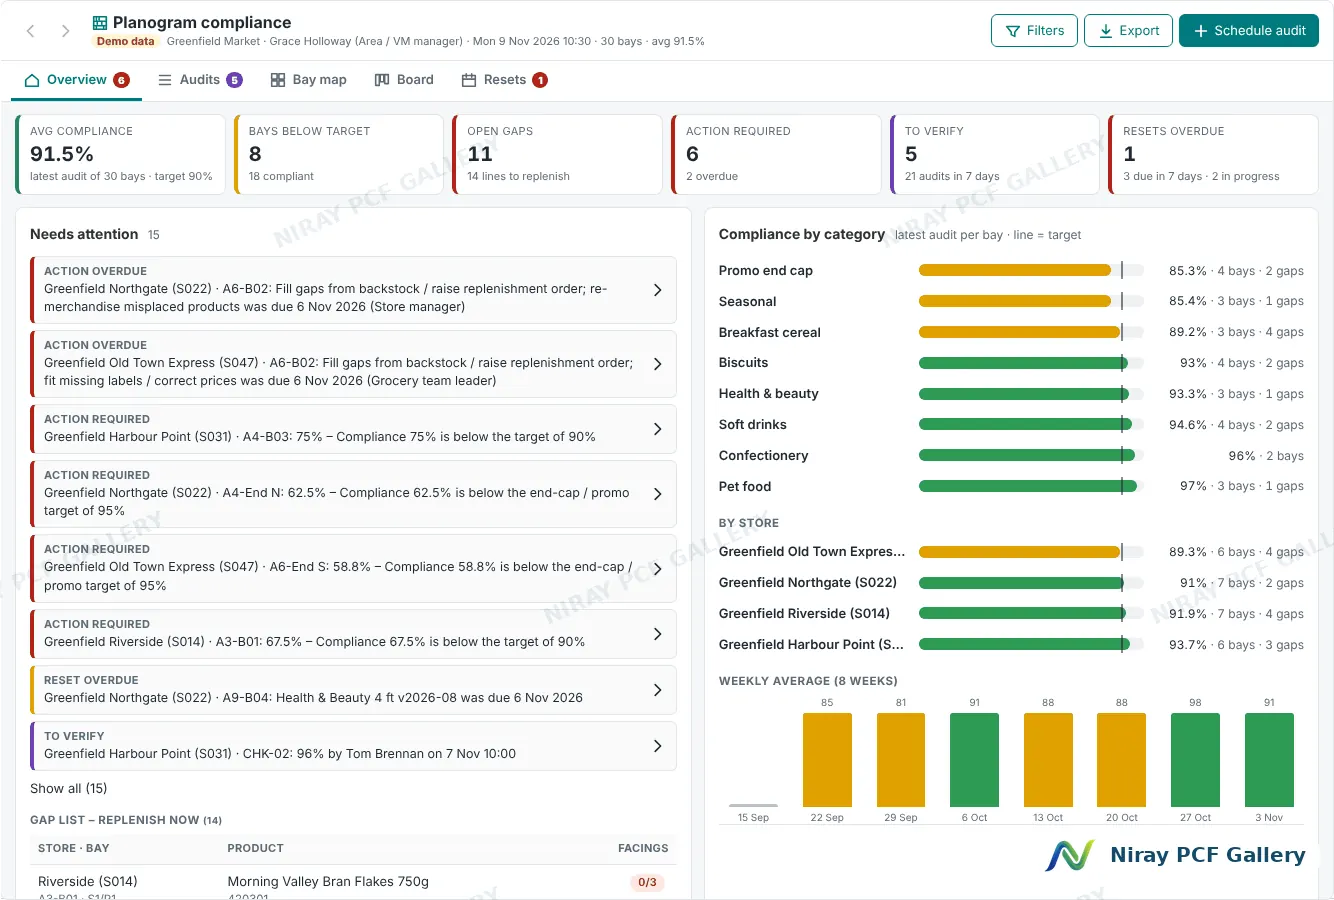 Planogram compliance
Demo data Greenfield Market · Grace Holloway (Area / VM manager) · Mon 9 Nov 2026 10:30 · 30 bays · avg 91.5%
Filters
Export
Schedule audit
Overview 6
Audits 5
Bay map
Board
Resets 1
AVG COMPLIANCE
91.5%
latest audit of 30 bays · target 90%
BAYS BELOW TARGET
8
18 compliant
OPEN GAPS
11
14 lines to replenish
ACTION REQUIRED
6
2 overdue
TO VERIFY
5
21 audits in 7 days
RESETS OVERDUE
1
3 due in 7 days · 2 in progress
Needs attention 15
ACTION OVERDUE
Greenfield Northgate (S022) · A6-B02: Fill gaps from backstock / raise replenishment order; re-
merchandise misplaced products was due 6 Nov 2026 (Store manager)
ACTION OVERDUE
Greenfield Old Town Express (S047) · A6-B02: Fill gaps from backstock / raise replenishment order;
fit missing labels / correct prices was due 6 Nov 2026 (Grocery team leader)
ACTION REQUIRED
Greenfield Harbour Point (S031) · A4-B03: 75% – Compliance 75% is below the target of 90%
ACTION REQUIRED
Greenfield Northgate (S022) · A4-End N: 62.5% – Compliance 62.5% is below the end-cap / promo
target of 95%
ACTION REQUIRED
Greenfield Old Town Express (S047) · A6-End S: 58.8% – Compliance 58.8% is below the end-cap /
promo target of 95%
ACTION REQUIRED
Greenfield Riverside (S014) · A3-B01: 67.5% – Compliance 67.5% is below the target of 90%
RESET OVERDUE
Greenfield Northgate (S022) · A9-B04: Health & Beauty 4 ft v2026-08 was due 6 Nov 2026
TO VERIFY
Greenfield Harbour Point (S031) · CHK-02: 96% by Tom Brennan on 7 Nov 10:00
Show all (15)
GAP LIST – REPLENISH NOW (14)
STORE · BAY PRODUCT FACINGS
Riverside (S014) Morning Valley Bran Flakes 750g 0/3
A3-B01 · S1/P1 420301
Compliance by category latest audit per bay · line = target
Promo end cap 85.3% · 4 bays · 2 gaps
Seasonal 85.4% · 3 bays · 1 gaps
Breakfast cereal 89.2% · 3 bays · 4 gaps
Biscuits 93% · 4 bays · 2 gaps
Health & beauty 93.3% · 3 bays · 1 gaps
Soft drinks 94.6% · 4 bays · 2 gaps
Confectionery 96% · 2 bays
Pet food 97% · 3 bays · 1 gaps
BY STORE
Greenfield Old Town Expres... 89.3% · 6 bays · 4 gaps
Greenfield Northgate (S022) 91% · 7 bays · 2 gaps
Greenfield Riverside (S014) 91.9% · 7 bays · 4 gaps
Greenfield Harbour Point (S... 93.7% · 6 bays · 3 gaps
WEEKLY AVERAGE (8 WEEKS)
85 81 91 88 88 98 91
15 Sep 22 Sep 29 Sep 6 Oct 13 Oct 20 Oct 27 Oct 3 Nov
Niray PCF Gallery
NIRAY PCF GALLERY
NIRAY PCF GALLERY
NIRAY PCF GALLERY